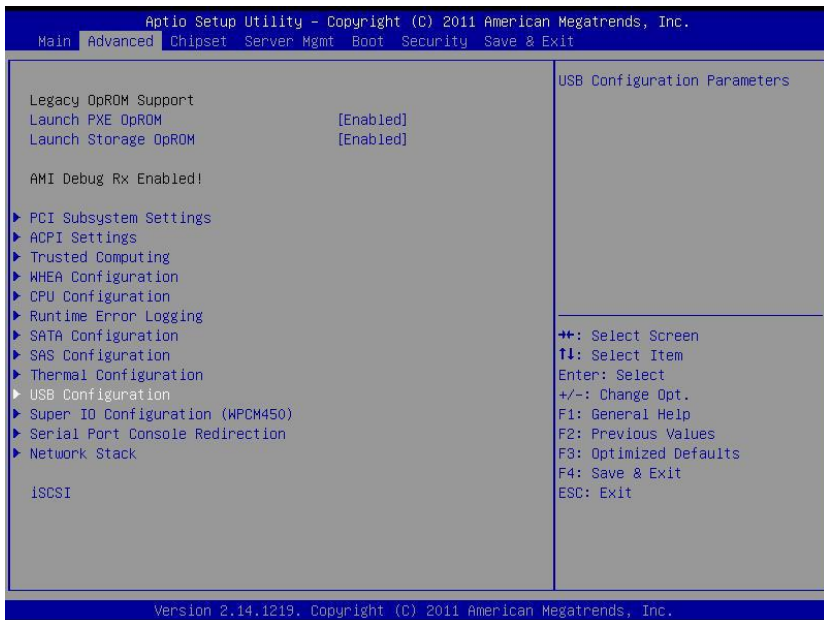 Aptio Setup Utility – Copyright (C) 2011 American Megatrends, Inc.
Main Advanced Chipset Server Mgmt Boot Security Save & Exit
Legacy OpROM Support
Launch PXE OpROM [Enabled]
Launch Storage OpROM [Enabled]
AMI Debug Rx Enabled!
▶ PCI Subsystem Settings
▶ ACPI Settings
▶ Trusted Computing
▶ WHEA Configuration
▶ CPU Configuration
▶ Runtime Error Logging
▶ SATA Configuration
▶ SAS Configuration
▶ Thermal Configuration
▶ USB Configuration
▶ Super IO Configuration (WPCM450)
▶ Serial Port Console Redirection
▶ Network Stack
iSCSI
USB Configuration Parameters
→←: Select Screen
↑↓: Select Item
Enter: Select
+/-: Change Opt.
F1: General Help
F2: Previous Values
F3: Optimized Defaults
F4: Save & Exit
ESC: Exit
Version 2.14.1219. Copyright (C) 2011 American Megatrends, Inc.